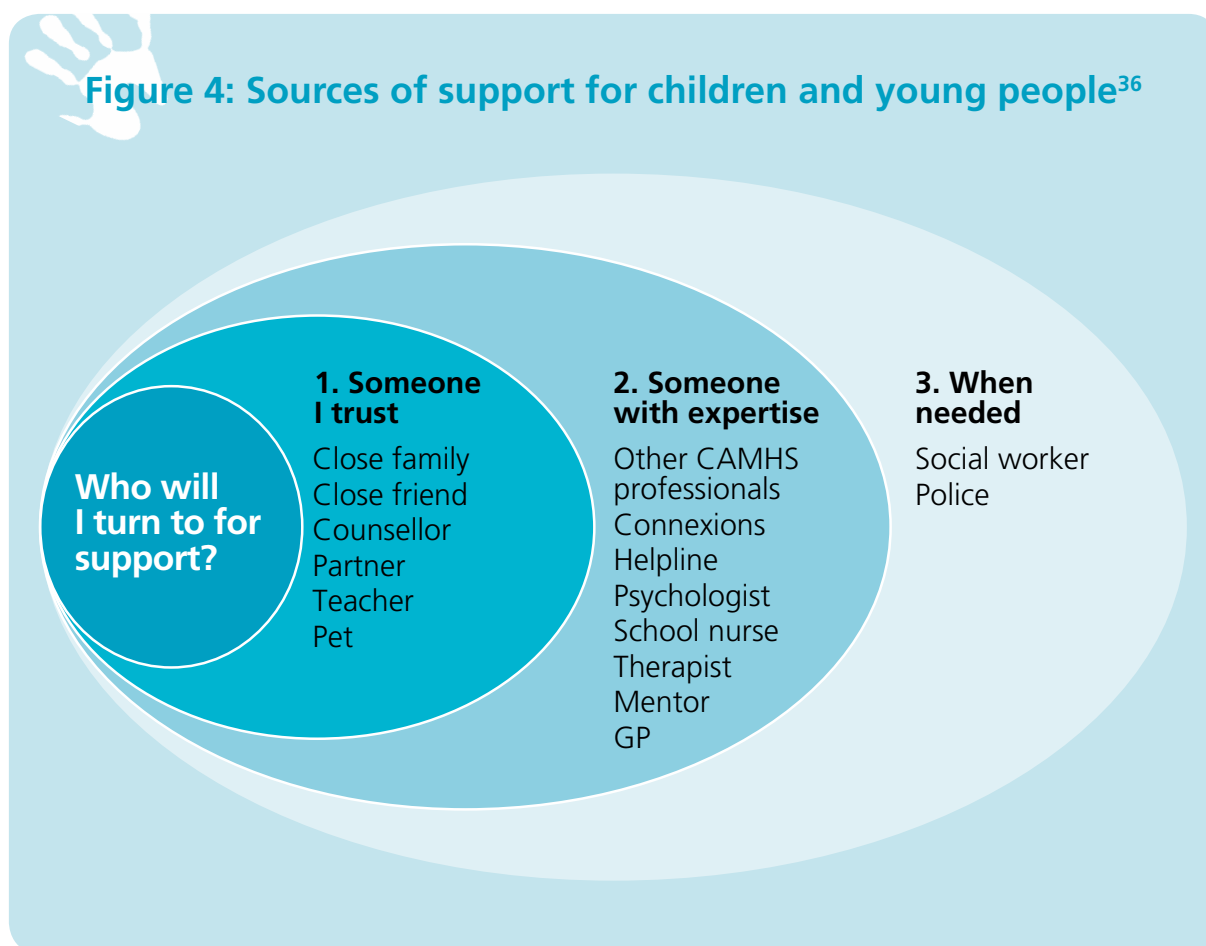 Figure 4: Sources of support for children and young people36
Who will
I turn to for
support?
1. Someone
I trust
Close family
Close friend
Counsellor
Partner
Teacher
Pet
2. Someone
with expertise
Other CAMHS
professionals
Connexions
Helpline
Psychologist
School nurse
Therapist
Mentor
GP
3. When
needed
Social worker
Police